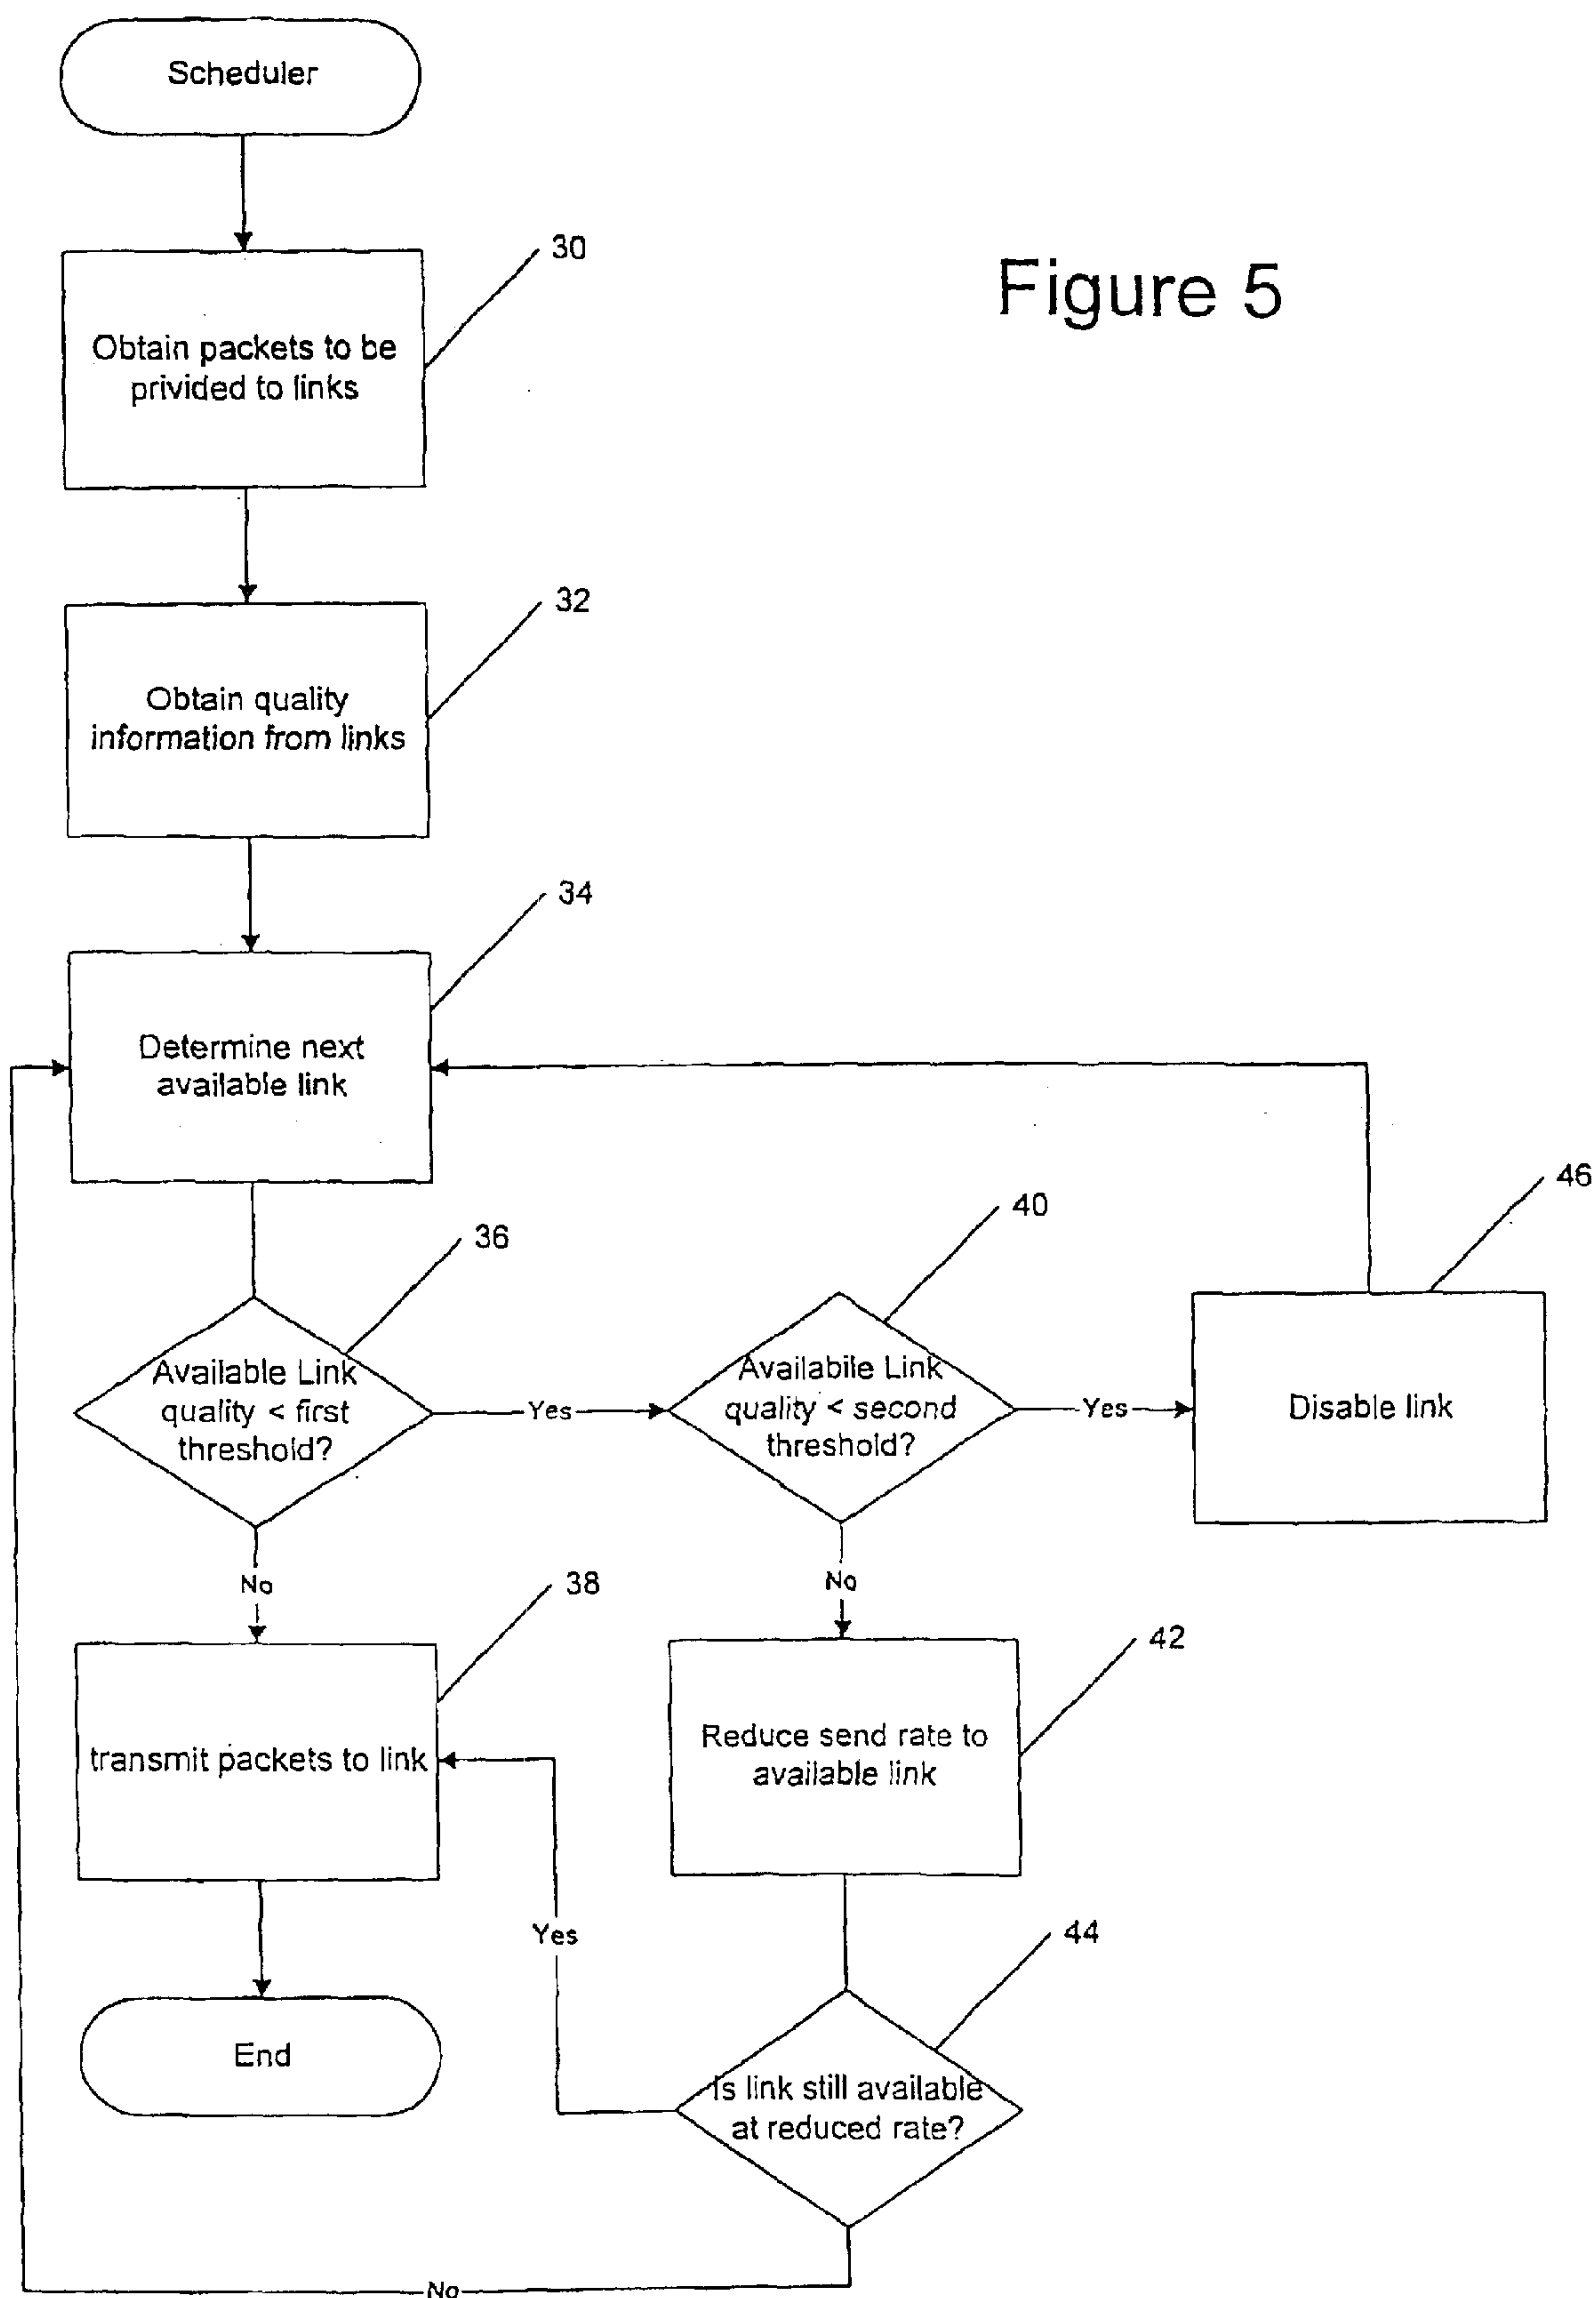 Scheduler
30
Figure 5
Obtain packets to be
privided to links
32
Obtain quality
information from links
34
Determine next
available link
46
40
36
Available Link
quality < first
threshold?
Yes
Availabile Link
quality < second
threshold?
Yes
Disable link
No
38
No
42
transmit packets to link
Reduce send rate to
available link
Yes
44
End
Is link still available
at reduced rate?
No